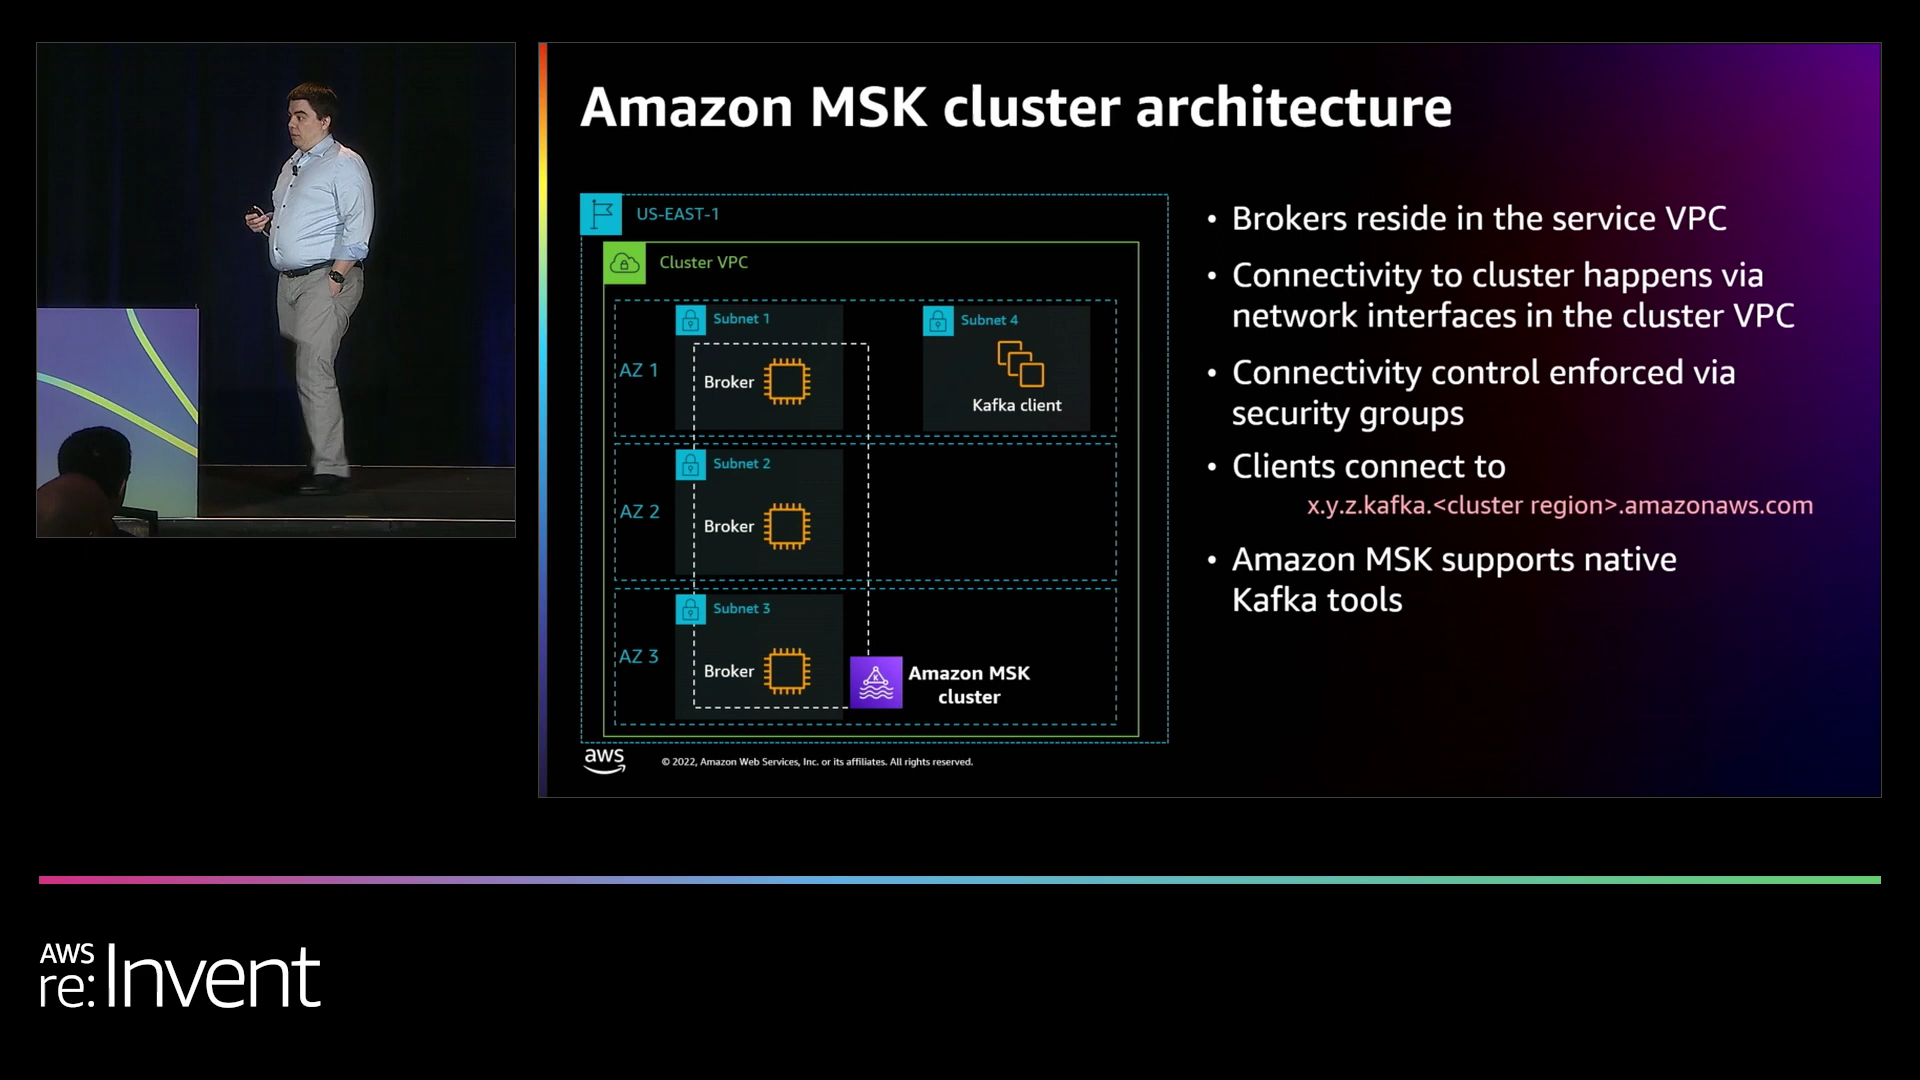 Amazon MSK cluster architecture
US-EAST-1
Cluster VPC
Subnet 1
AZ 1
Broker
Subnet 4
Kafka client
Subnet 2
AZ 2
Broker
Subnet 3
AZ 3
Broker
Amazon MSK
cluster
• Brokers reside in the service VPC
• Connectivity to cluster happens via
network interfaces in the cluster VPC
• Connectivity control enforced via
security groups
• Clients connect to
x.y.z.kafka.<cluster region>.amazonaws.com
• Amazon MSK supports native
Kafka tools
aws
© 2022, Amazon Web Services, Inc. or its affiliates. All rights reserved.
AWS
re:Invent